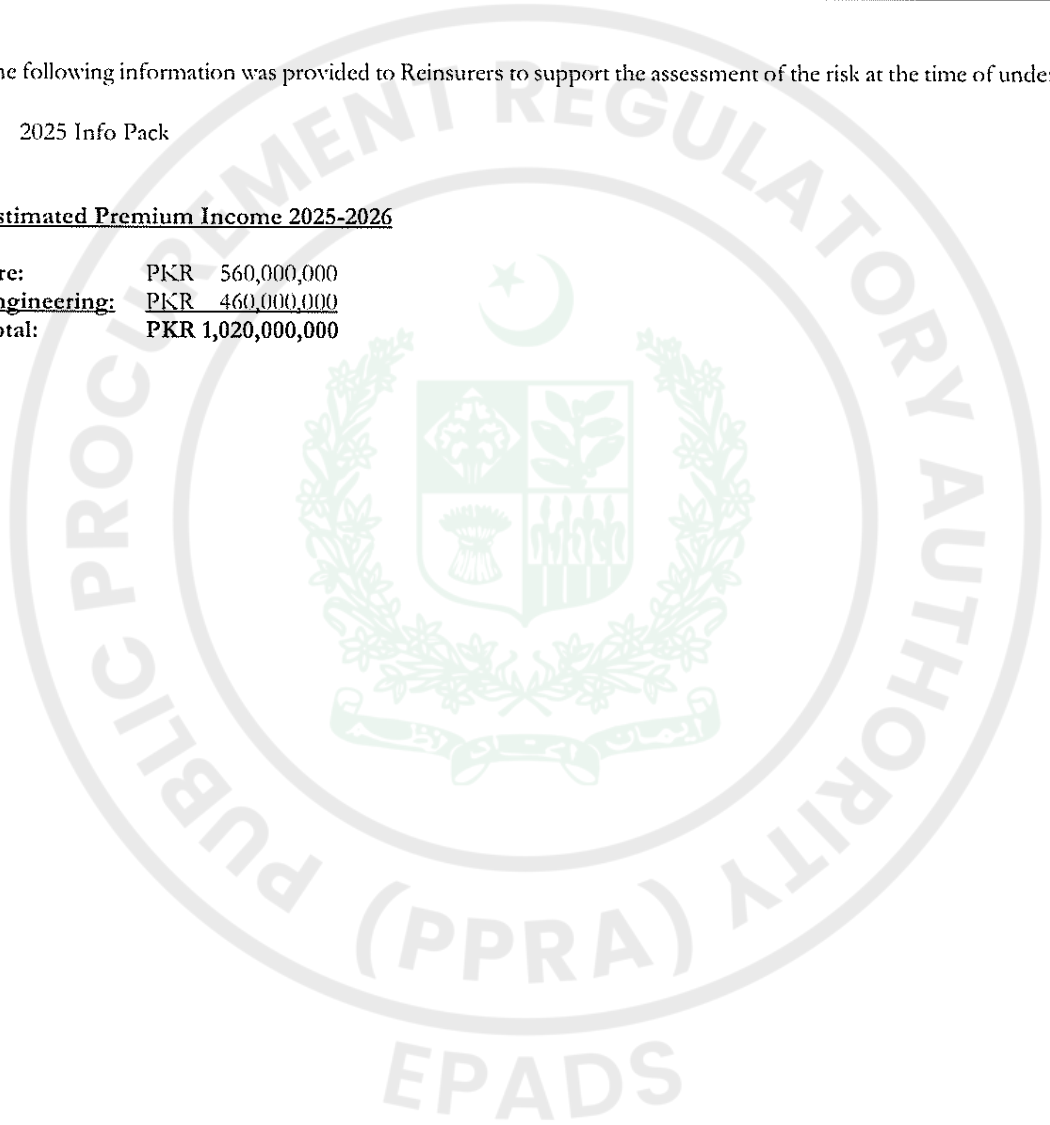 ne following information was provided to Reinsurers to support the assessment of the risk at the time of unde
2025 Info Pack
stimated Premium Income 2025-2026
re: PKR 560,000,000
ngineering: PKR 460,000,000
otal: PKR 1,020,000,000
PUBLIC PROCUREMENT REGULATORY AUTHORITY
(PPRA)
EPADS